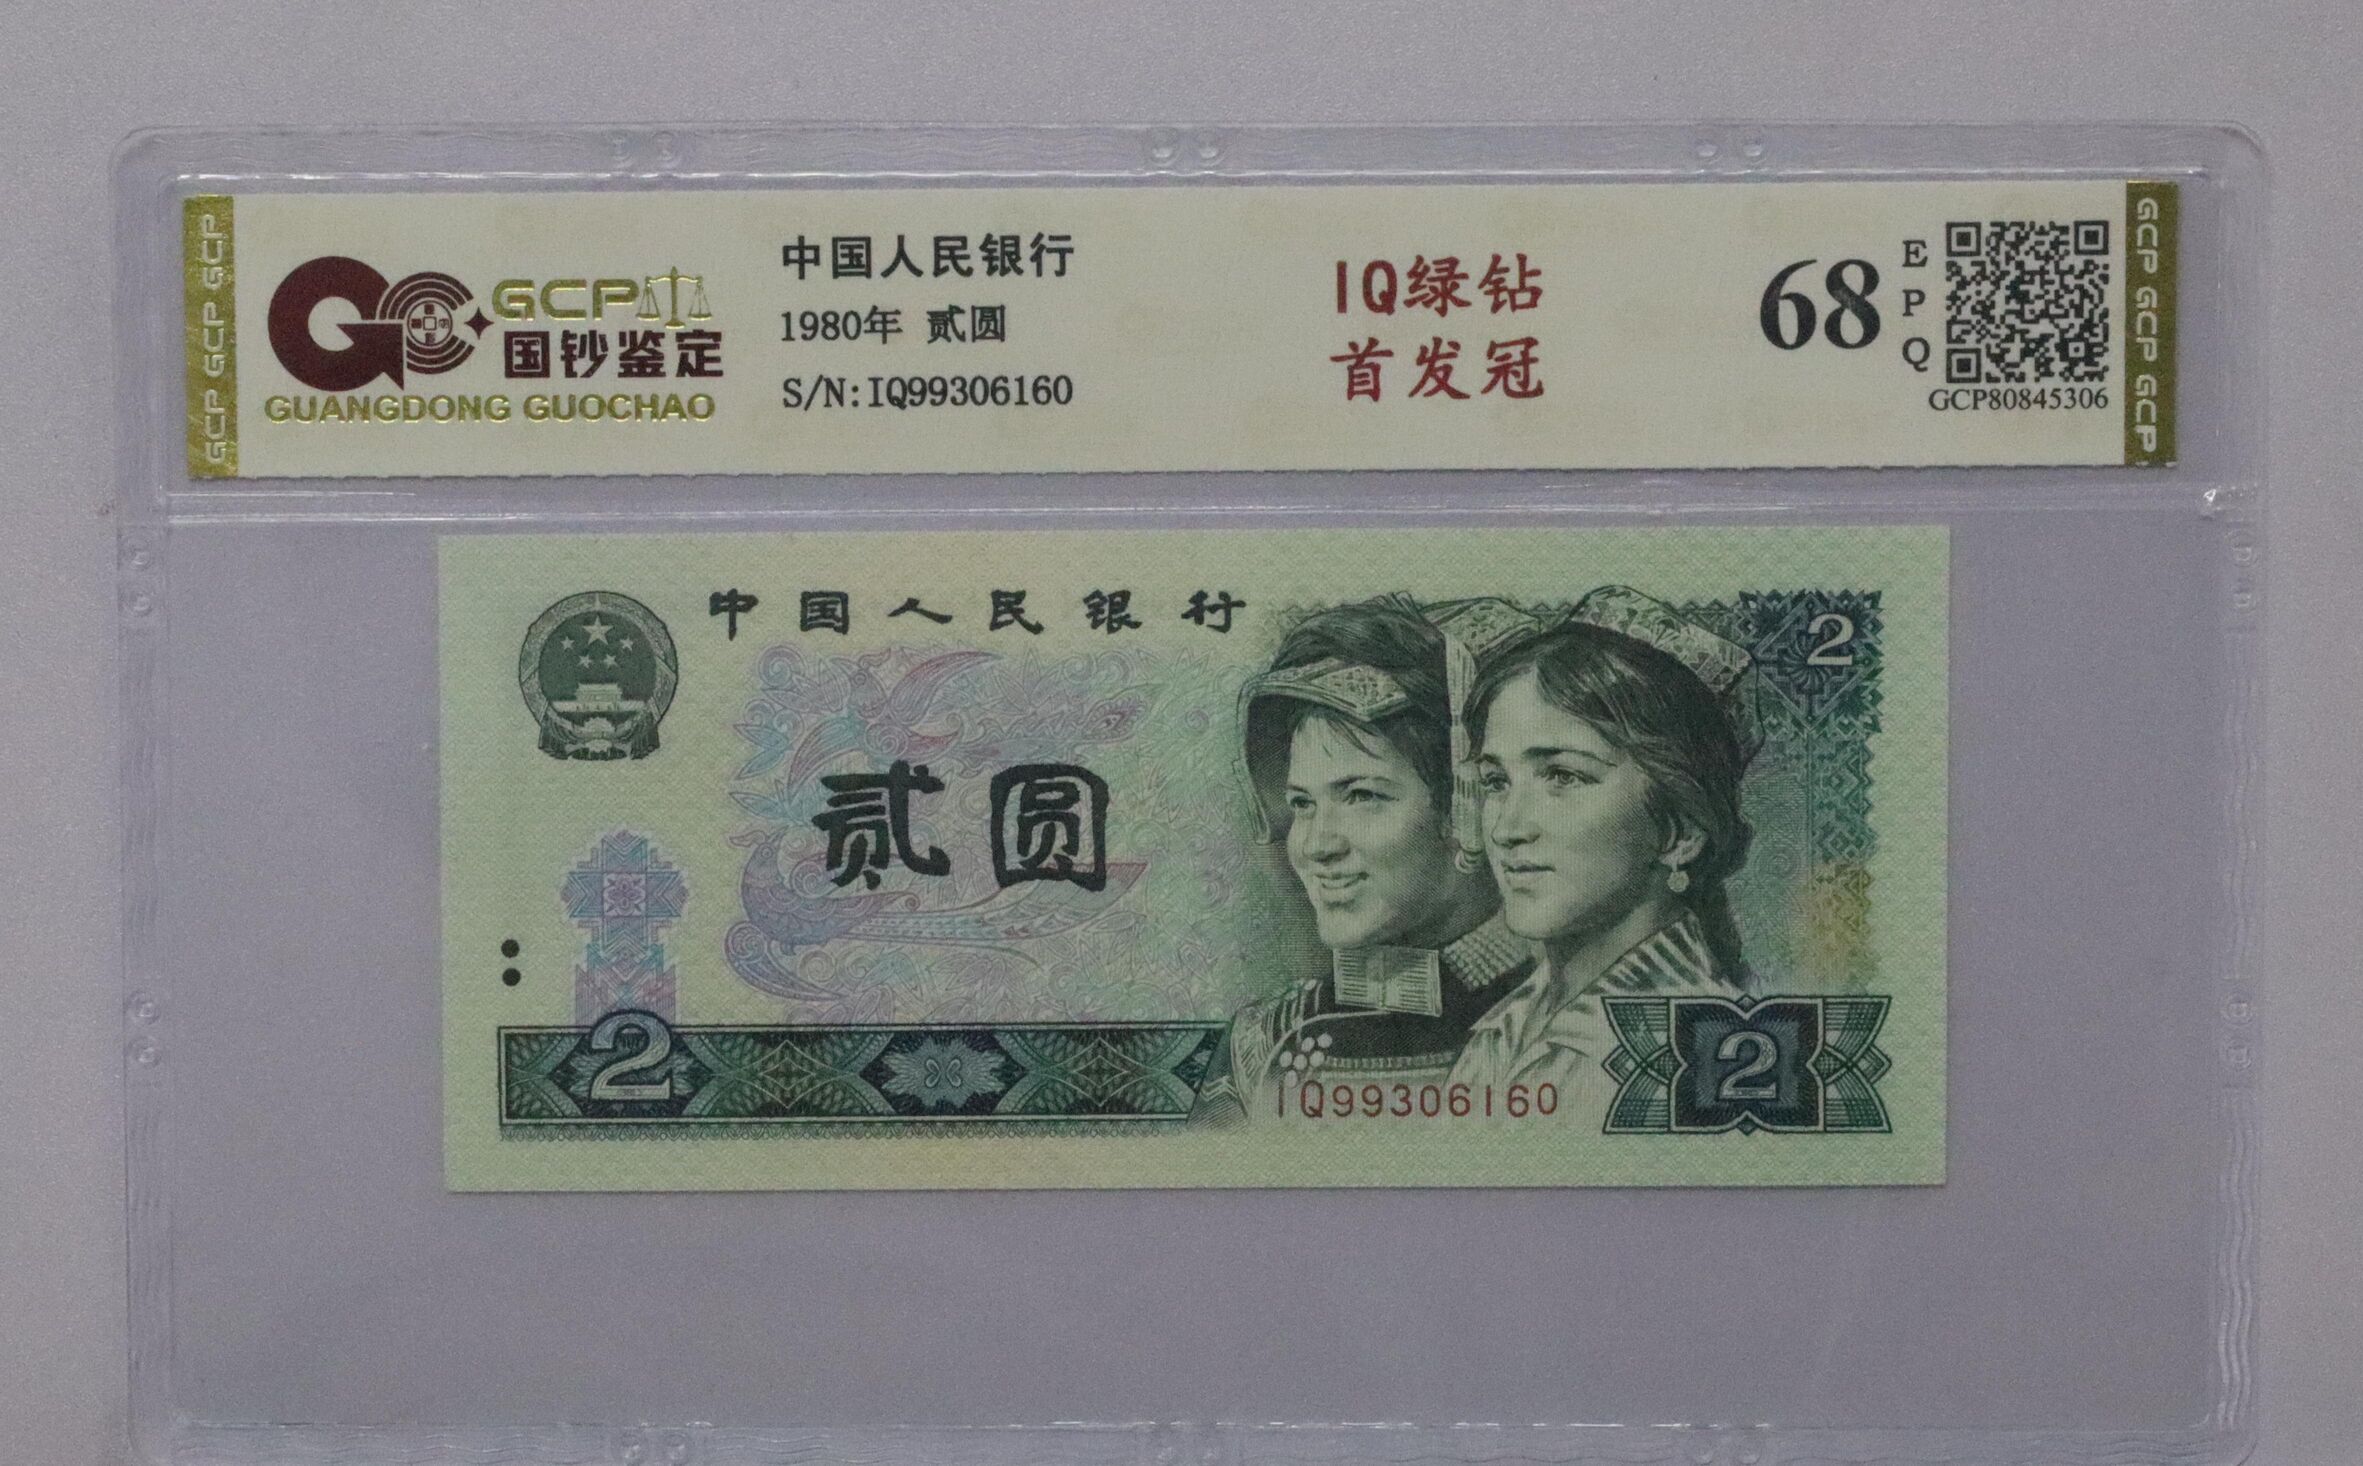 GCP GCP GCP
GCP
国钞鉴定
GUANGDONG GUOCHAO
中国人民银行
1980年 贰圆
S/N:IQ99306160
IQ绿钻
首发冠
68
EPQ
GCP80845306
GCP GCP GCP
中国人民银行
2
贰圆
2
IQ99306160
2